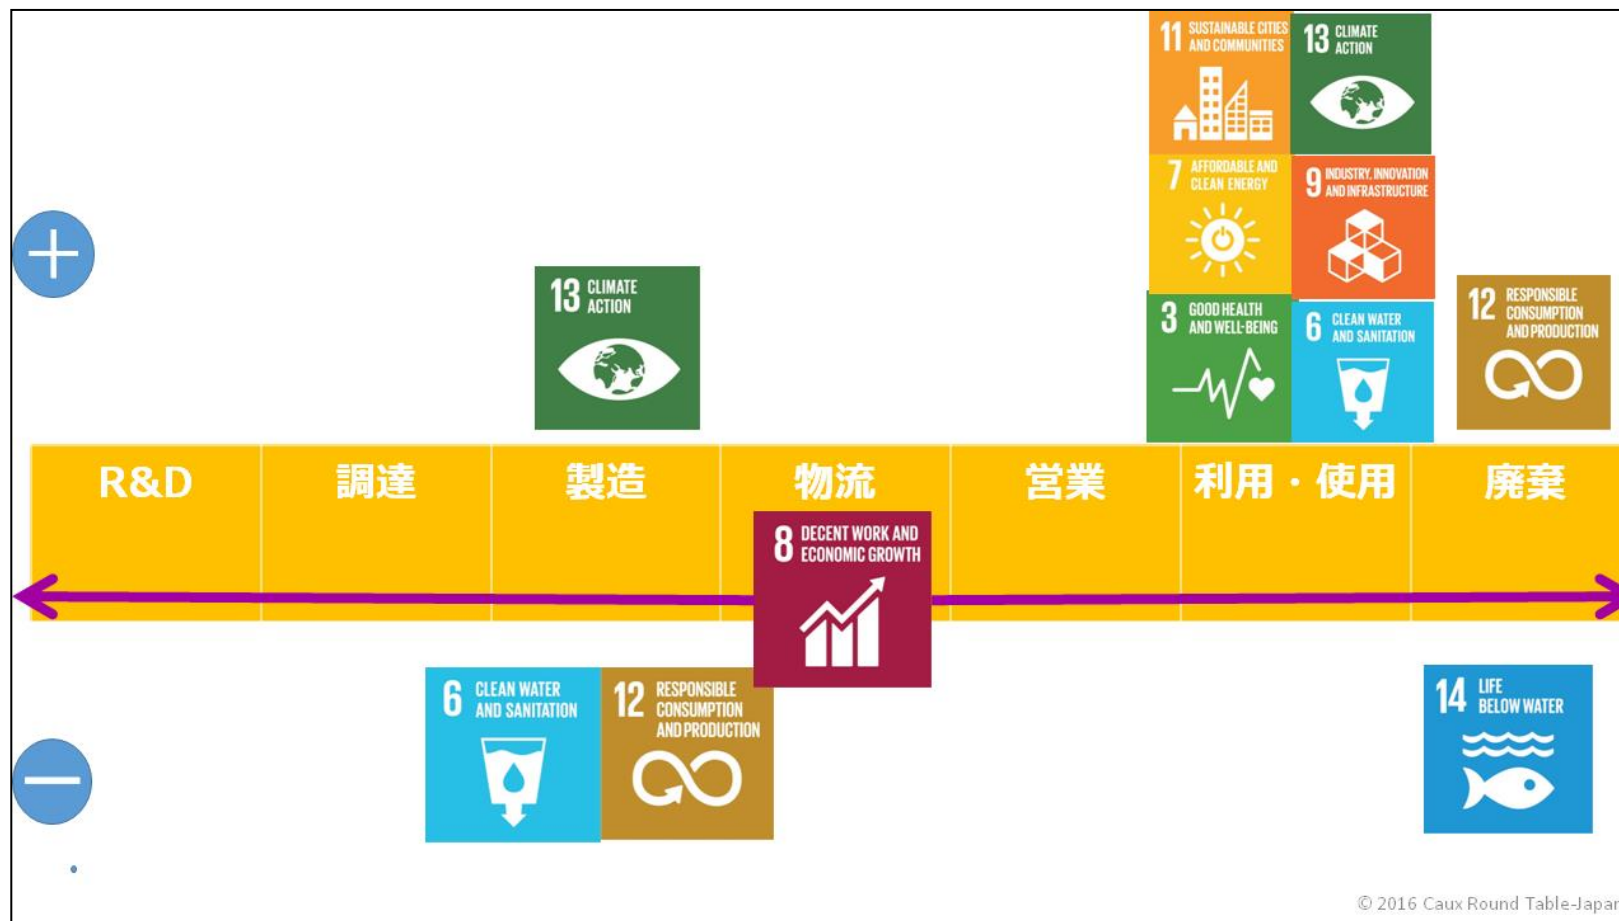 11 SUSTAINABLE CITIES
AND COMMUNITIES
13 CLIMATE
ACTION
7 AFFORDABLE AND
CLEAN ENERGY
9 INDUSTRY, INNOVATION
AND INFRASTRUCTURE
13 CLIMATE
ACTION
3 GOOD HEALTH
AND WELL-BEING
6 CLEAN WATER
AND SANITATION
12 RESPONSIBLE
CONSUMPTION
AND PRODUCTION
R&D 調達 製造 物流 営業 利用・使用 廃棄
8 DECENT WORK AND
ECONOMIC GROWTH
6 CLEAN WATER
AND SANITATION
12 RESPONSIBLE
CONSUMPTION
AND PRODUCTION
14 LIFE
BELOW WATER
© 2016 Caux Round Table-Japan